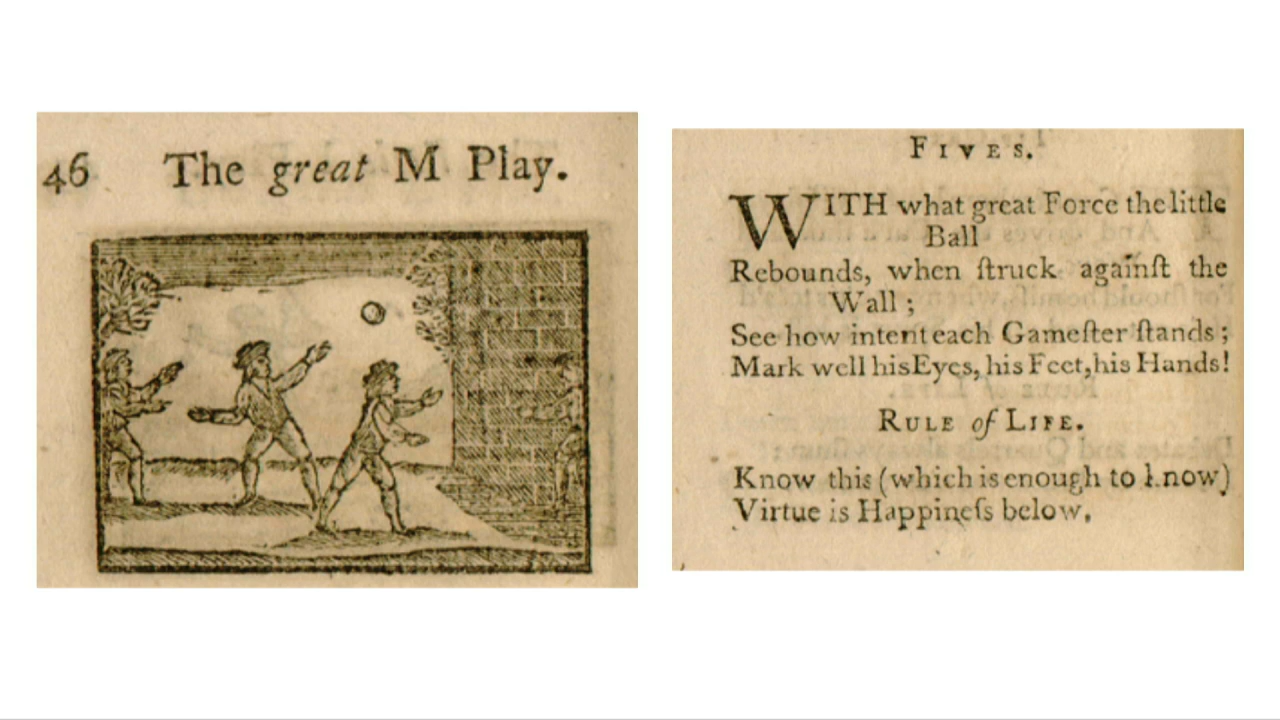 46 The great M Play.
FIVES.
WITH what great Force the little
Ball
Rebounds, when ſtruck againſt the
Wall ;
See how intent each Gameſter ſtands ;
Mark well his Eyes, his Feet, his Hands!
RULE of LIFE.
Know this (which is enough to know)
Virtue is Happineſs below.